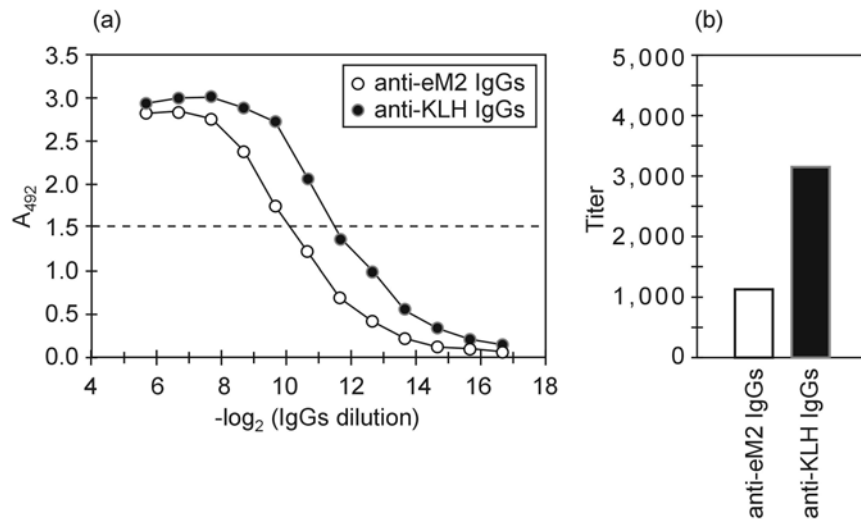 (a)
3.5
3.0
2.5
2.0
1.5
1.0
0.5
0.0
A492
4 6 8 10 12 14 16 18
-log2 (IgGs dilution)
anti-eM2 IgGs
anti-KLH IgGs
(b)
5,000
4,000
3,000
2,000
1,000
0
Titer
anti-eM2 IgGs
anti-KLH IgGs